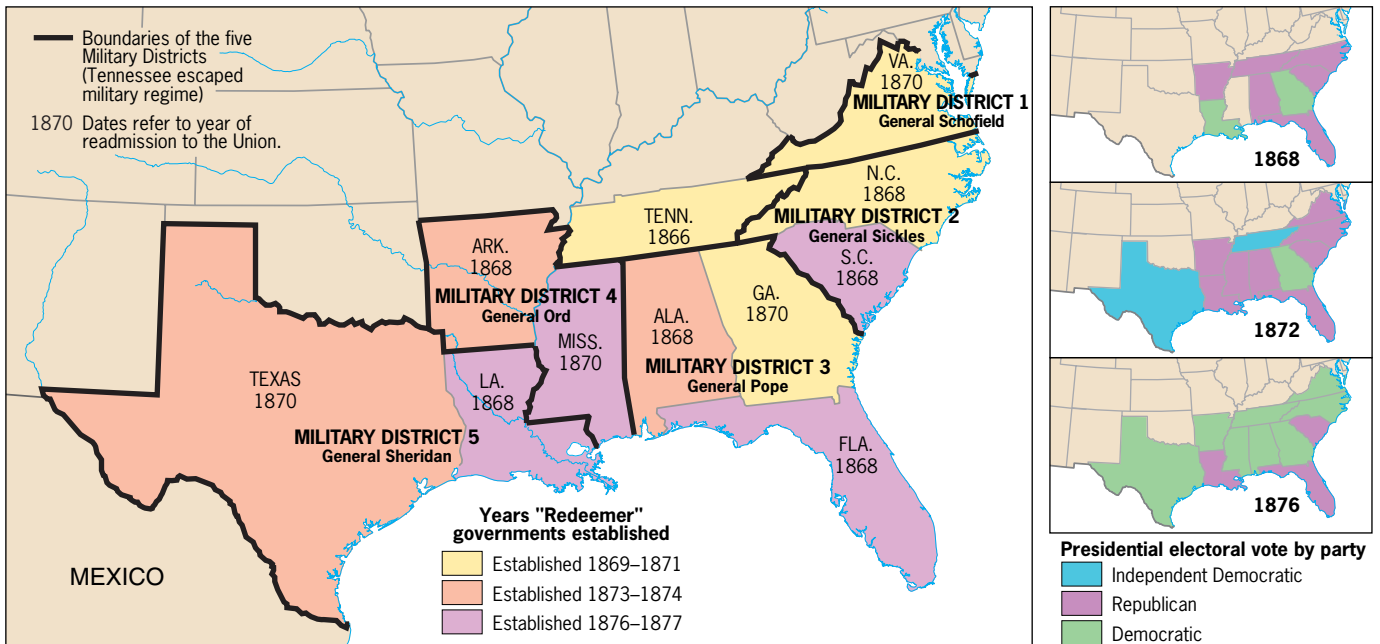 Boundaries of the five
Military Districts
(Tennessee escaped
military regime)
1870 Dates refer to year of
readmission to the Union.
VA.
1870
MILITARY DISTRICT 1
General Schofield
N.C.
1868
MILITARY DISTRICT 2
General Sickles
TENN.
1866
S.C.
1868
ARK.
1868
MILITARY DISTRICT 4
General Ord
MISS.
1870
ALA.
1868
GA.
1870
MILITARY DISTRICT 3
General Pope
TEXAS
1870
LA.
1868
MILITARY DISTRICT 5
General Sheridan
FLA.
1868
MEXICO
Years "Redeemer"
governments established
Established 1869–1871
Established 1873–1874
Established 1876–1877
1868
1872
1876
Presidential electoral vote by party
Independent Democratic
Republican
Democratic